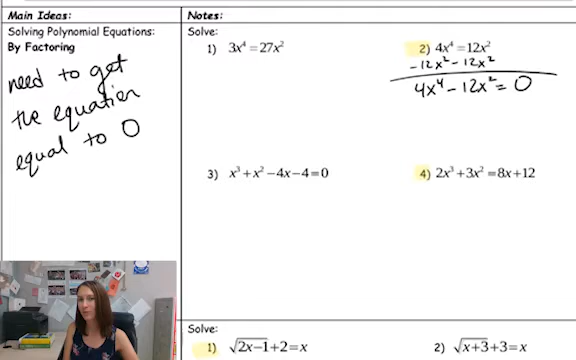 Main Ideas:
Notes:
Solving Polynomial Equations:
By Factoring
need to get
the equation
equal to 0
Solve:
1) 3x⁴ = 27x²
2) 4x⁴ = 12x²
-12x² -12x²
4x⁴ - 12x² = 0
3) x³ + x² - 4x - 4 = 0
4) 2x³ + 3x² = 8x + 12
Solve:
1) √(2x-1) + 2 = x
2) √(x+3) + 3 = x